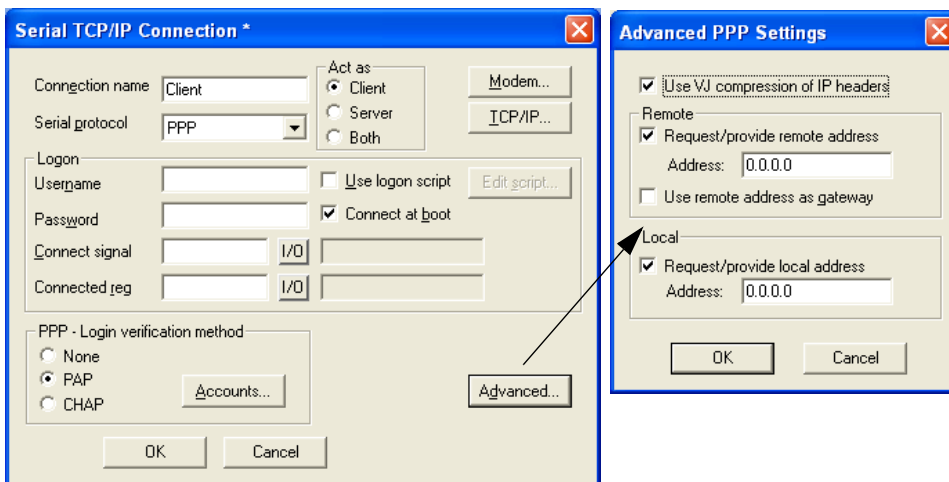 Serial TCP/IP Connection *
Connection name Client
Serial protocol PPP
Act as
Client
Server
Both
Modem...
TCP/IP...
Logon
Username
Password
Connect signal I/O
Connected reg I/O
Use logon script Edit script...
Connect at boot
PPP - Login verification method
None
PAP
CHAP
Accounts...
Advanced...
OK Cancel
Advanced PPP Settings
Use VJ compression of IP headers
Remote
Request/provide remote address
Address: 0.0.0.0
Use remote address as gateway
Local
Request/provide local address
Address: 0.0.0.0
OK Cancel